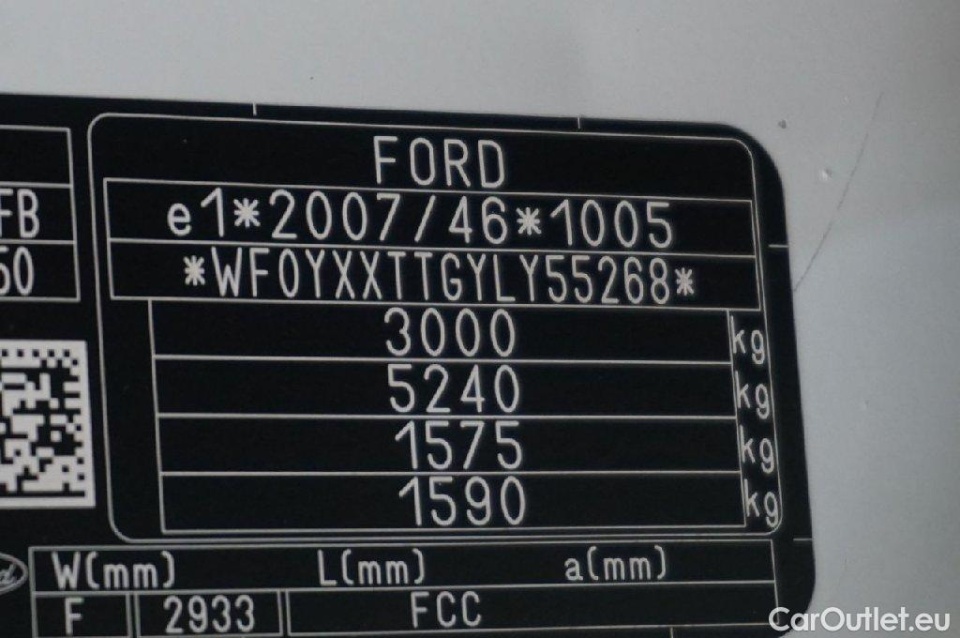 FORD
FB
e1*2007/46*1005
50
*WF0YXXTTGYLY55268*
3000 kg
5240 kg
1575 kg
1590 kg
W(mm) L(mm) a(mm)
F 2933 FCC
CarOutlet.eu